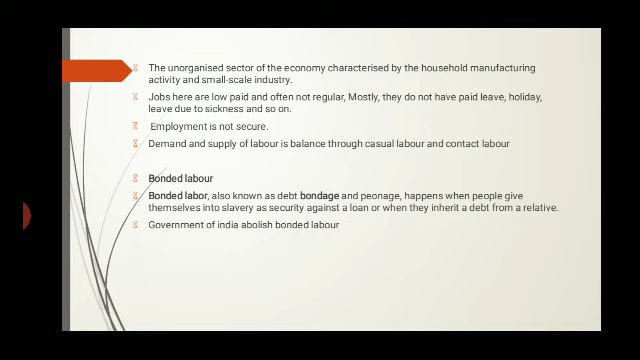 The unorganised sector of the economy characterised by the household manufacturing
activity and small-scale industry.
Jobs here are low paid and often not regular, Mostly, they do not have paid leave, holiday,
leave due to sickness and so on.
Employment is not secure.
Demand and supply of labour is balance through casual labour and contact labour
Bonded labour
Bonded labor, also known as debt bondage and peonage, happens when people give
themselves into slavery as security against a loan or when they inherit a debt from a relative.
Government of india abolish bonded labour